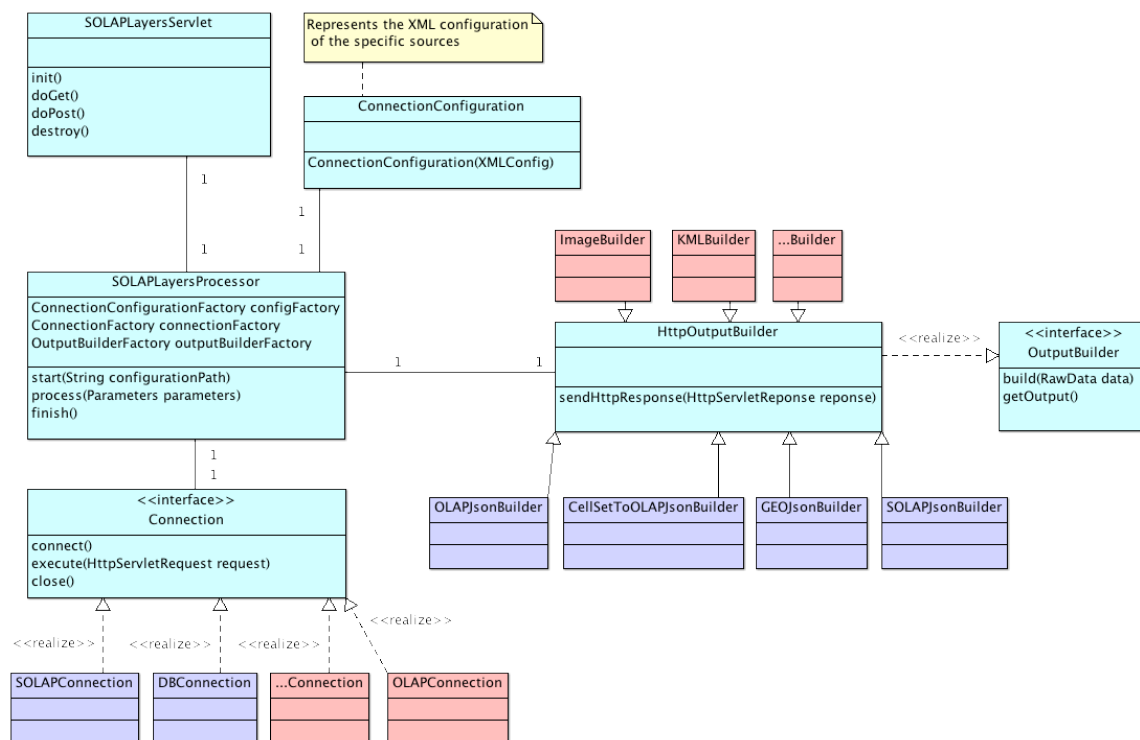 SOLAPLayersServlet
init()
doGet()
doPost()
destroy()
Represents the XML configuration
of the specific sources
ConnectionConfiguration
ConnectionConfiguration(XMLConfig)
1
1
1
1
SOLAPLayersProcessor
ConnectionConfigurationFactory configFactory
ConnectionFactory connectionFactory
OutputBuilderFactory outputBuilderFactory
start(String configurationPath)
process(Parameters parameters)
finish()
1
1
ImageBuilder
KMLBuilder
...Builder
HttpOutputBuilder
sendHttpResponse(HttpServletReponse reponse)
<<realize>>
<<interface>>
OutputBuilder
build(RawData data)
getOutput()
1
1
<<interface>>
Connection
connect()
execute(HttpServletRequest request)
close()
OLAPJsonBuilder
CellSetToOLAPJsonBuilder
GEOJsonBuilder
SOLAPJsonBuilder
<<realize>>
<<realize>>
<<realize>>
<<realize>>
SOLAPConnection
DBConnection
...Connection
OLAPConnection